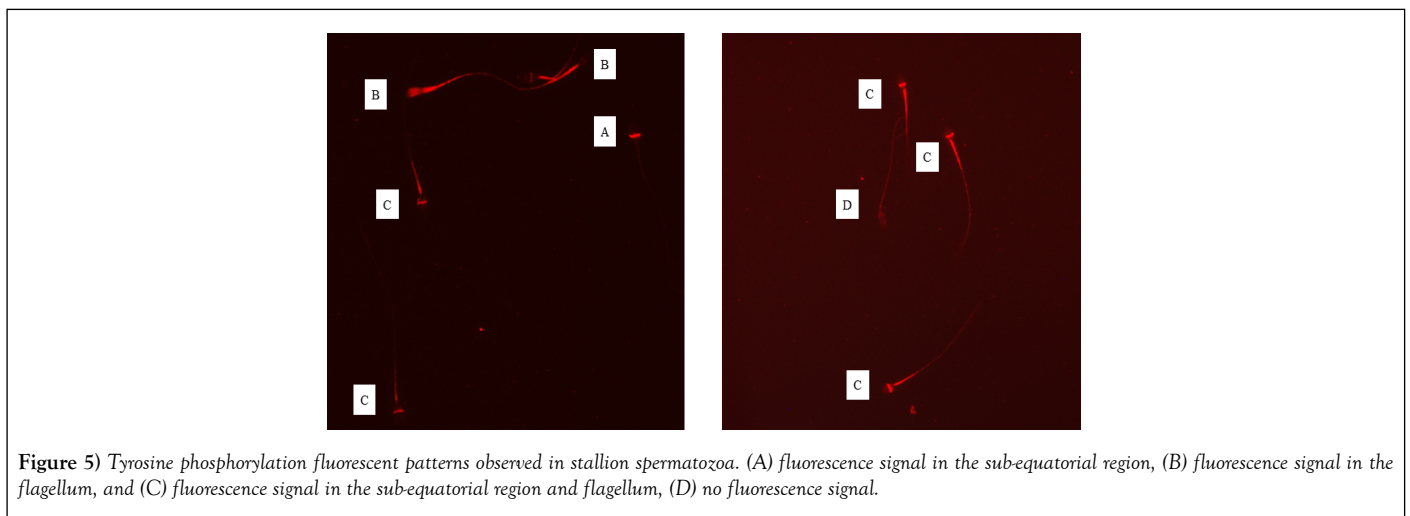 B
B
A
C
C
C
C
D
C
Figure 5) Tyrosine phosphorylation fluorescent patterns observed in stallion spermatozoa. (A) fluorescence signal in the sub-equatorial region, (B) fluorescence signal in the
flagellum, and (C) fluorescence signal in the sub-equatorial region and flagellum, (D) no fluorescence signal.